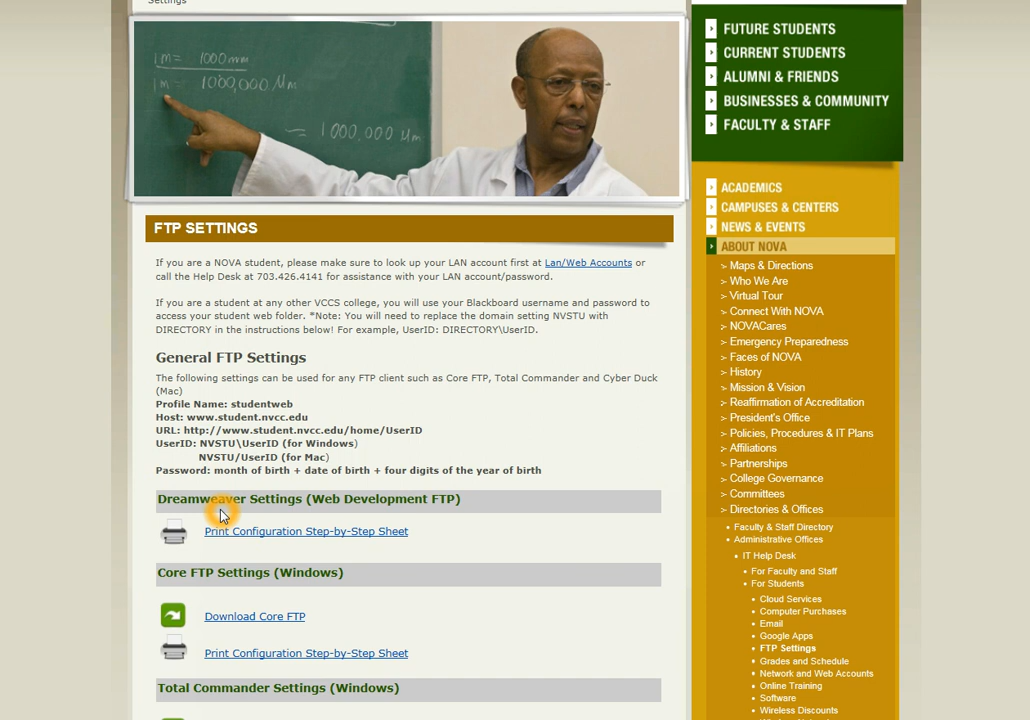 Settings
1m = 1000mm
1m = 1000,000 Mm
= 1 000,000 µm
FTP SETTINGS
If you are a NOVA student, please make sure to look up your LAN account first at Lan/Web Accounts or
call the Help Desk at 703.426.4141 for assistance with your LAN account/password.
If you are a student at any other VCCS college, you will use your Blackboard username and password to
access your student web folder. *Note: You will need to replace the domain setting NVSTU with
DIRECTORY in the instructions below! For example, UserID: DIRECTORY\UserID.
General FTP Settings
The following settings can be used for any FTP client such as Core FTP, Total Commander and Cyber Duck
(Mac)
Profile Name: studentweb
Host: www.student.nvcc.edu
URL: http://www.student.nvcc.edu/home/UserID
UserID: NVSTU\UserID (for Windows)
NVSTU/UserID (for Mac)
Password: month of birth + date of birth + four digits of the year of birth
Dreamweaver Settings (Web Development FTP)
Print Configuration Step-by-Step Sheet
Core FTP Settings (Windows)
Download Core FTP
Print Configuration Step-by-Step Sheet
Total Commander Settings (Windows)
FUTURE STUDENTS
CURRENT STUDENTS
ALUMNI & FRIENDS
BUSINESSES & COMMUNITY
FACULTY & STAFF
ACADEMICS
CAMPUSES & CENTERS
NEWS & EVENTS
ABOUT NOVA
Maps & Directions
Who We Are
Virtual Tour
Connect With NOVA
NOVACares
Emergency Preparedness
Faces of NOVA
History
Mission & Vision
Reaffirmation of Accreditation
President's Office
Policies, Procedures & IT Plans
Affiliations
Partnerships
College Governance
Committees
Directories & Offices
Faculty & Staff Directory
Administrative Offices
IT Help Desk
For Faculty and Staff
For Students
Cloud Services
Computer Purchases
Email
Google Apps
FTP Settings
Grades and Schedule
Network and Web Accounts
Online Training
Software
Wireless Discounts